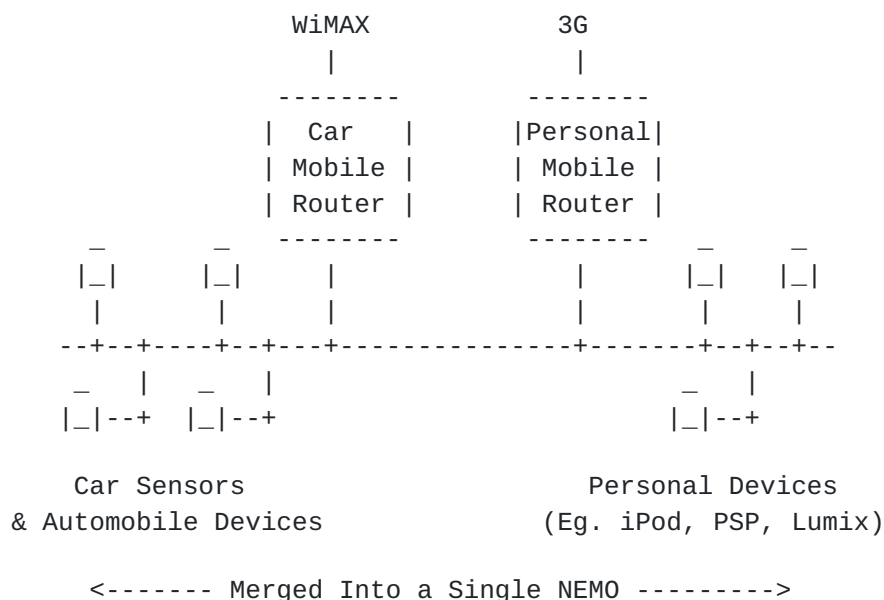 WiMAX 3G
Car Personal
Mobile Mobile
Router Router
Car Sensors Personal Devices
& Automobile Devices (Eg. iPod, PSP, Lumix)
<------- Merged Into a Single NEMO --------->